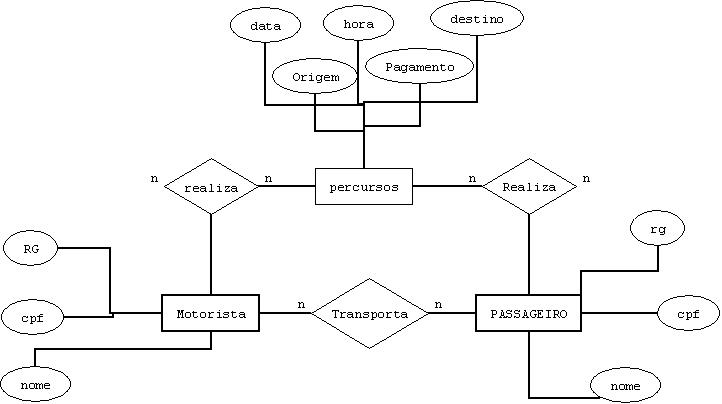 data
hora
destino
Origem
Pagamento
n
realiza
n
percursos
n
Realiza
n
RG
rg
cpf
Motorista
n
Transporta
n
PASSAGEIRO
cpf
nome
nome